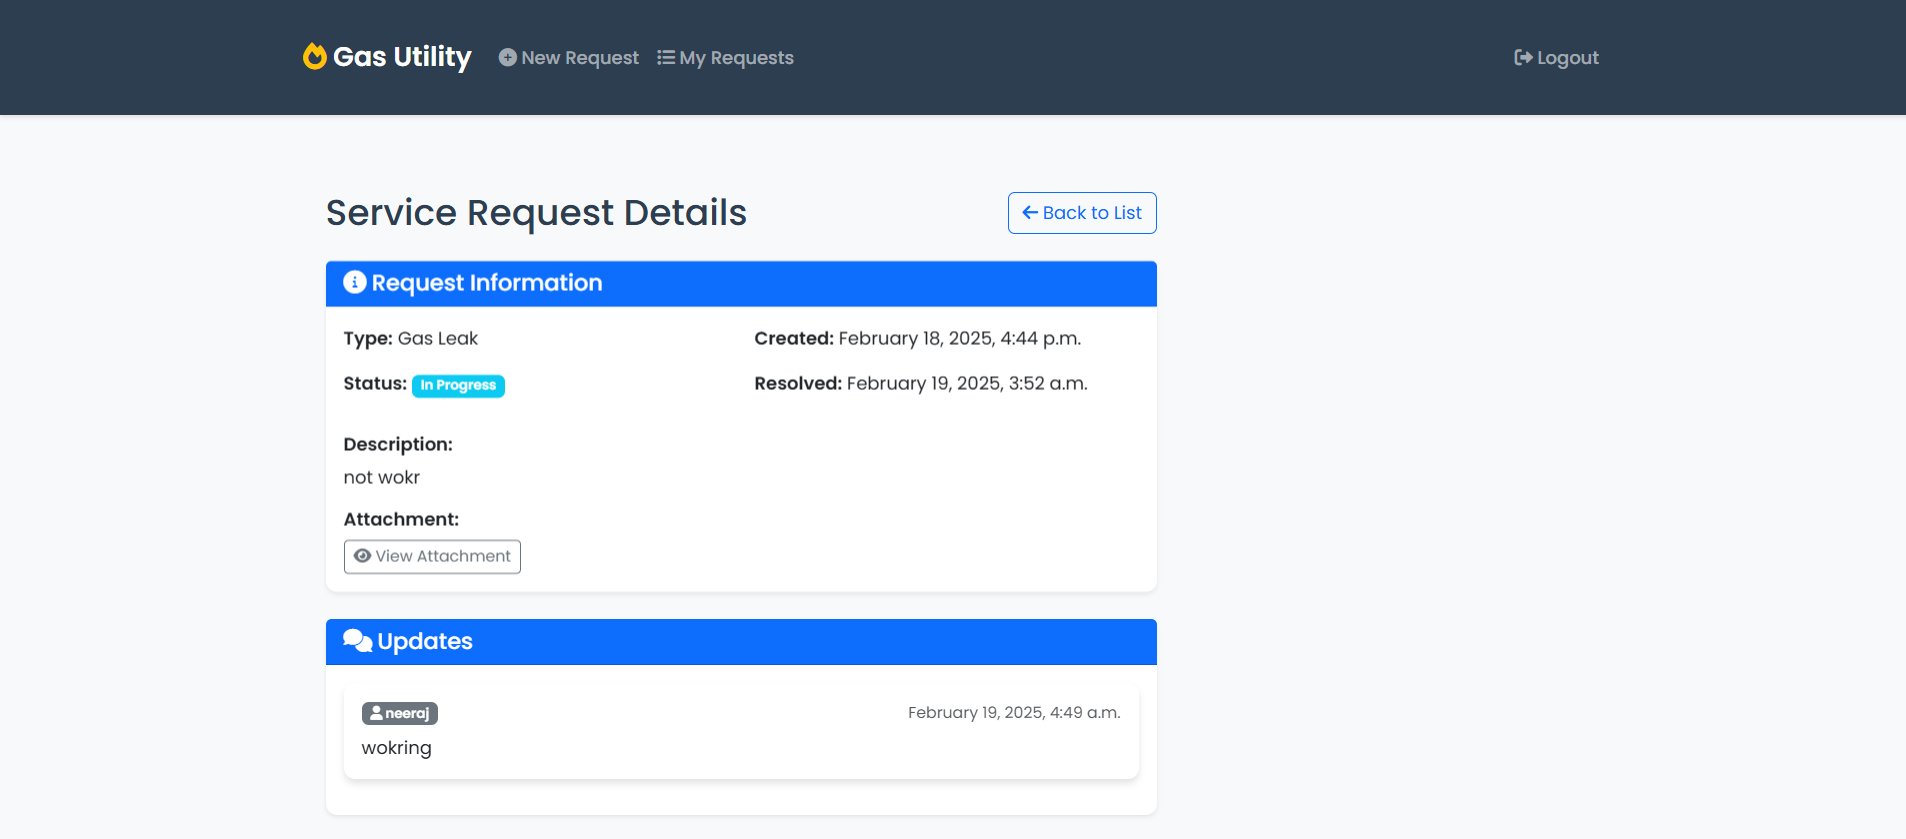 Gas Utility New Request My Requests Logout
Service Request Details Back to List
Request Information
Type: Gas Leak Created: February 18, 2025, 4:44 p.m.
Status: In Progress Resolved: February 19, 2025, 3:52 a.m.
Description:
not wokr
Attachment:
View Attachment
Updates
neeraj February 19, 2025, 4:49 a.m.
wokring